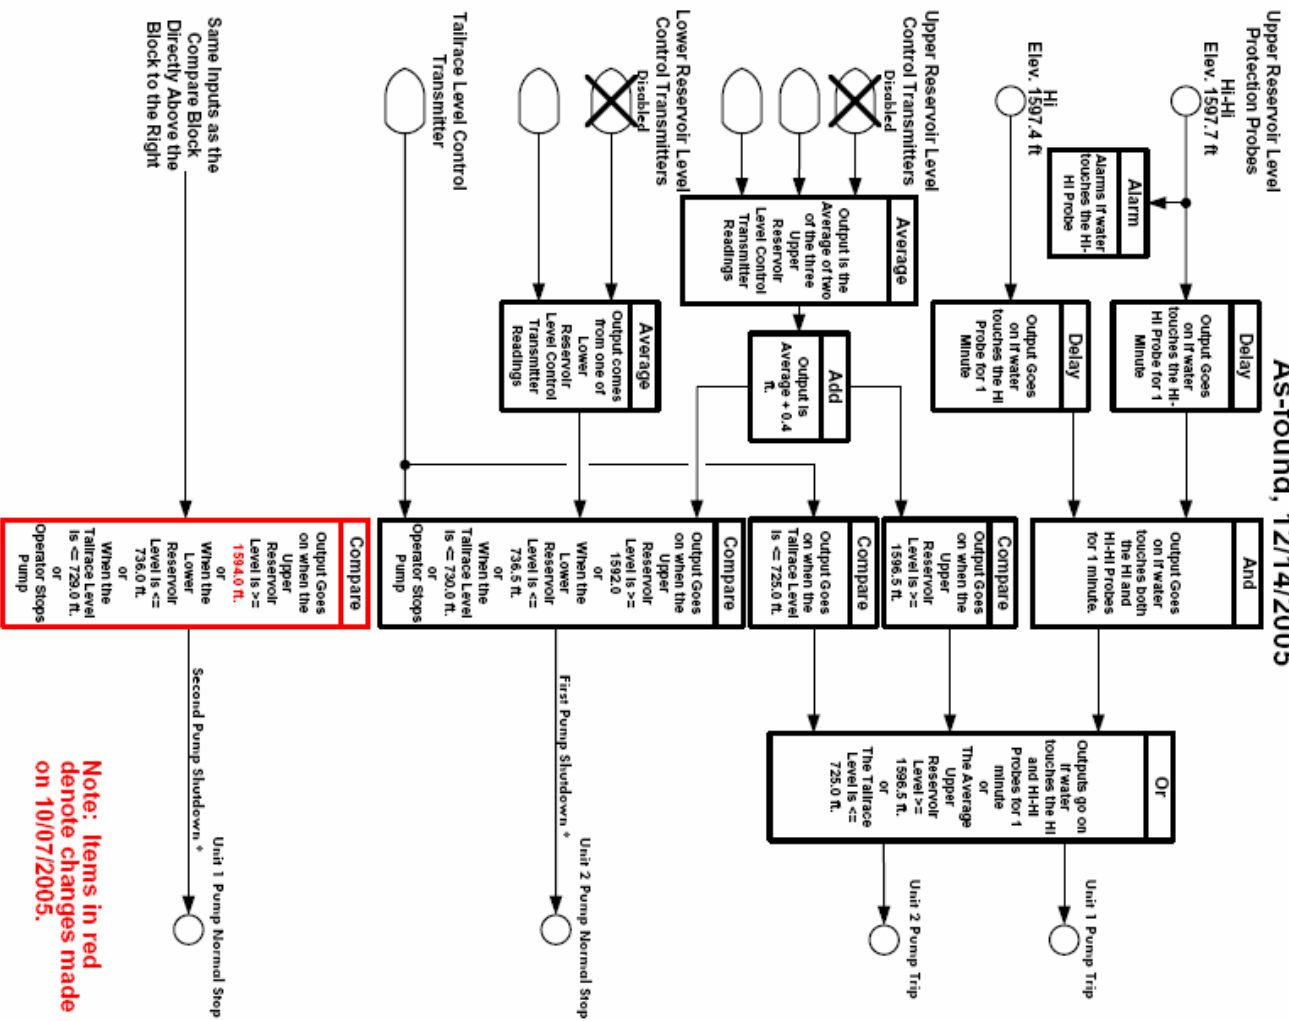 As-found, 12/14/2005
Upper Reservoir Level
Protection Probes
Hi-Hi
Elev. 1597.7 ft
Hi
Elev. 1597.4 ft
Alarm
Alarms if water
touches the Hi-
Hi Probe
Delay
Output Goes
on if water
touches the Hi-
Hi Probe for 1
Minute
Delay
Output Goes
on if water
touches the Hi
Probe for 1
Minute
And
Output Goes
on if water
touches both
the Hi and
Hi-Hi Probes
for 1 minute.
Or
Outputs go on
if water
touches the Hi
and Hi-Hi
Probes for 1
minute
or
The Average
Upper
Reservoir
Level >=
1596.5 ft.
or
The Tailrace
Level is <=
725.0 ft.
Unit 1 Pump Trip
Unit 2 Pump Trip
Upper Reservoir Level
Control Transmitters
Disabled
Average
Output is the
Average of two
of the three
Upper
Reservoir
Level Control
Transmitter
Readings
Add
Output is
Average + 0.4
ft.
Compare
Output Goes
on when the
Upper
Reservoir
Level is >=
1596.5 ft.
Compare
Output Goes
on when the
Tailrace Level
is <= 725.0 ft.
Lower Reservoir Level
Control Transmitters
Disabled
Average
Output comes
from one of
Lower
Reservoir
Level Control
Transmitter
Readings
Compare
Output Goes
on when the
Upper
Reservoir
Level is >=
1592.0
or
When the
Lower
Reservoir
Level is <=
736.5 ft.
or
When the
Tailrace Level
is <= 730.0 ft.
or
Operator Stops
Pump
First Pump Shutdown *
Unit 2 Pump Normal Stop
Tailrace Level Control
Transmitter
Same Inputs as the
Compare Block
Directly Above the
Block to the Right
Compare
Output Goes
on when the
Upper
Reservoir
Level is >=
1594.0 ft.
or
When the
Lower
Reservoir
Level is <=
736.0 ft.
or
When the
Tailrace Level
is <= 729.0 ft.
or
Operator Stops
Pump
Second Pump Shutdown *
Unit 1 Pump Normal Stop
Note: Items in red
denote changes made
on 10/07/2005.